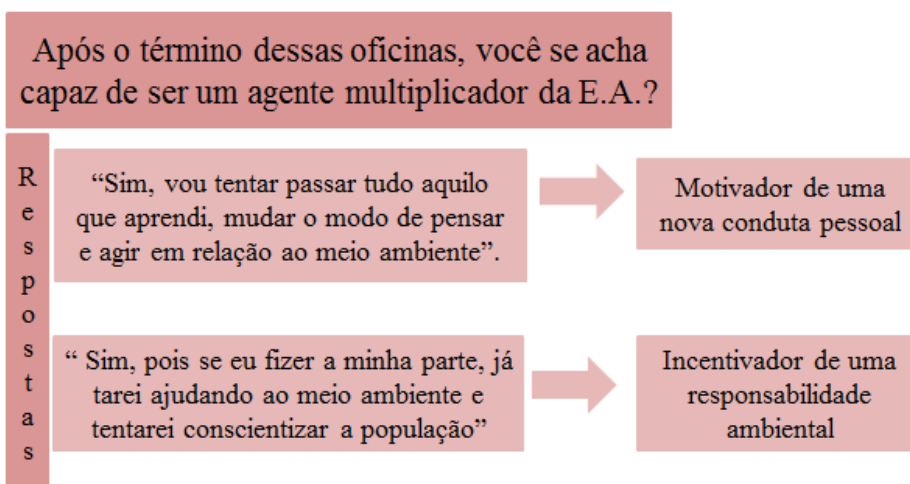 Após o término dessas oficinas, você se acha
capaz de ser um agente multiplicador da E.A.?
Respostas
“Sim, vou tentar passar tudo aquilo
que aprendi, mudar o modo de pensar
e agir em relação ao meio ambiente”.
Motivador de uma
nova conduta pessoal
“ Sim, pois se eu fizer a minha parte, já
tarei ajudando ao meio ambiente e
tentarei conscientizar a população”
Incentivador de uma
responsabilidade
ambiental